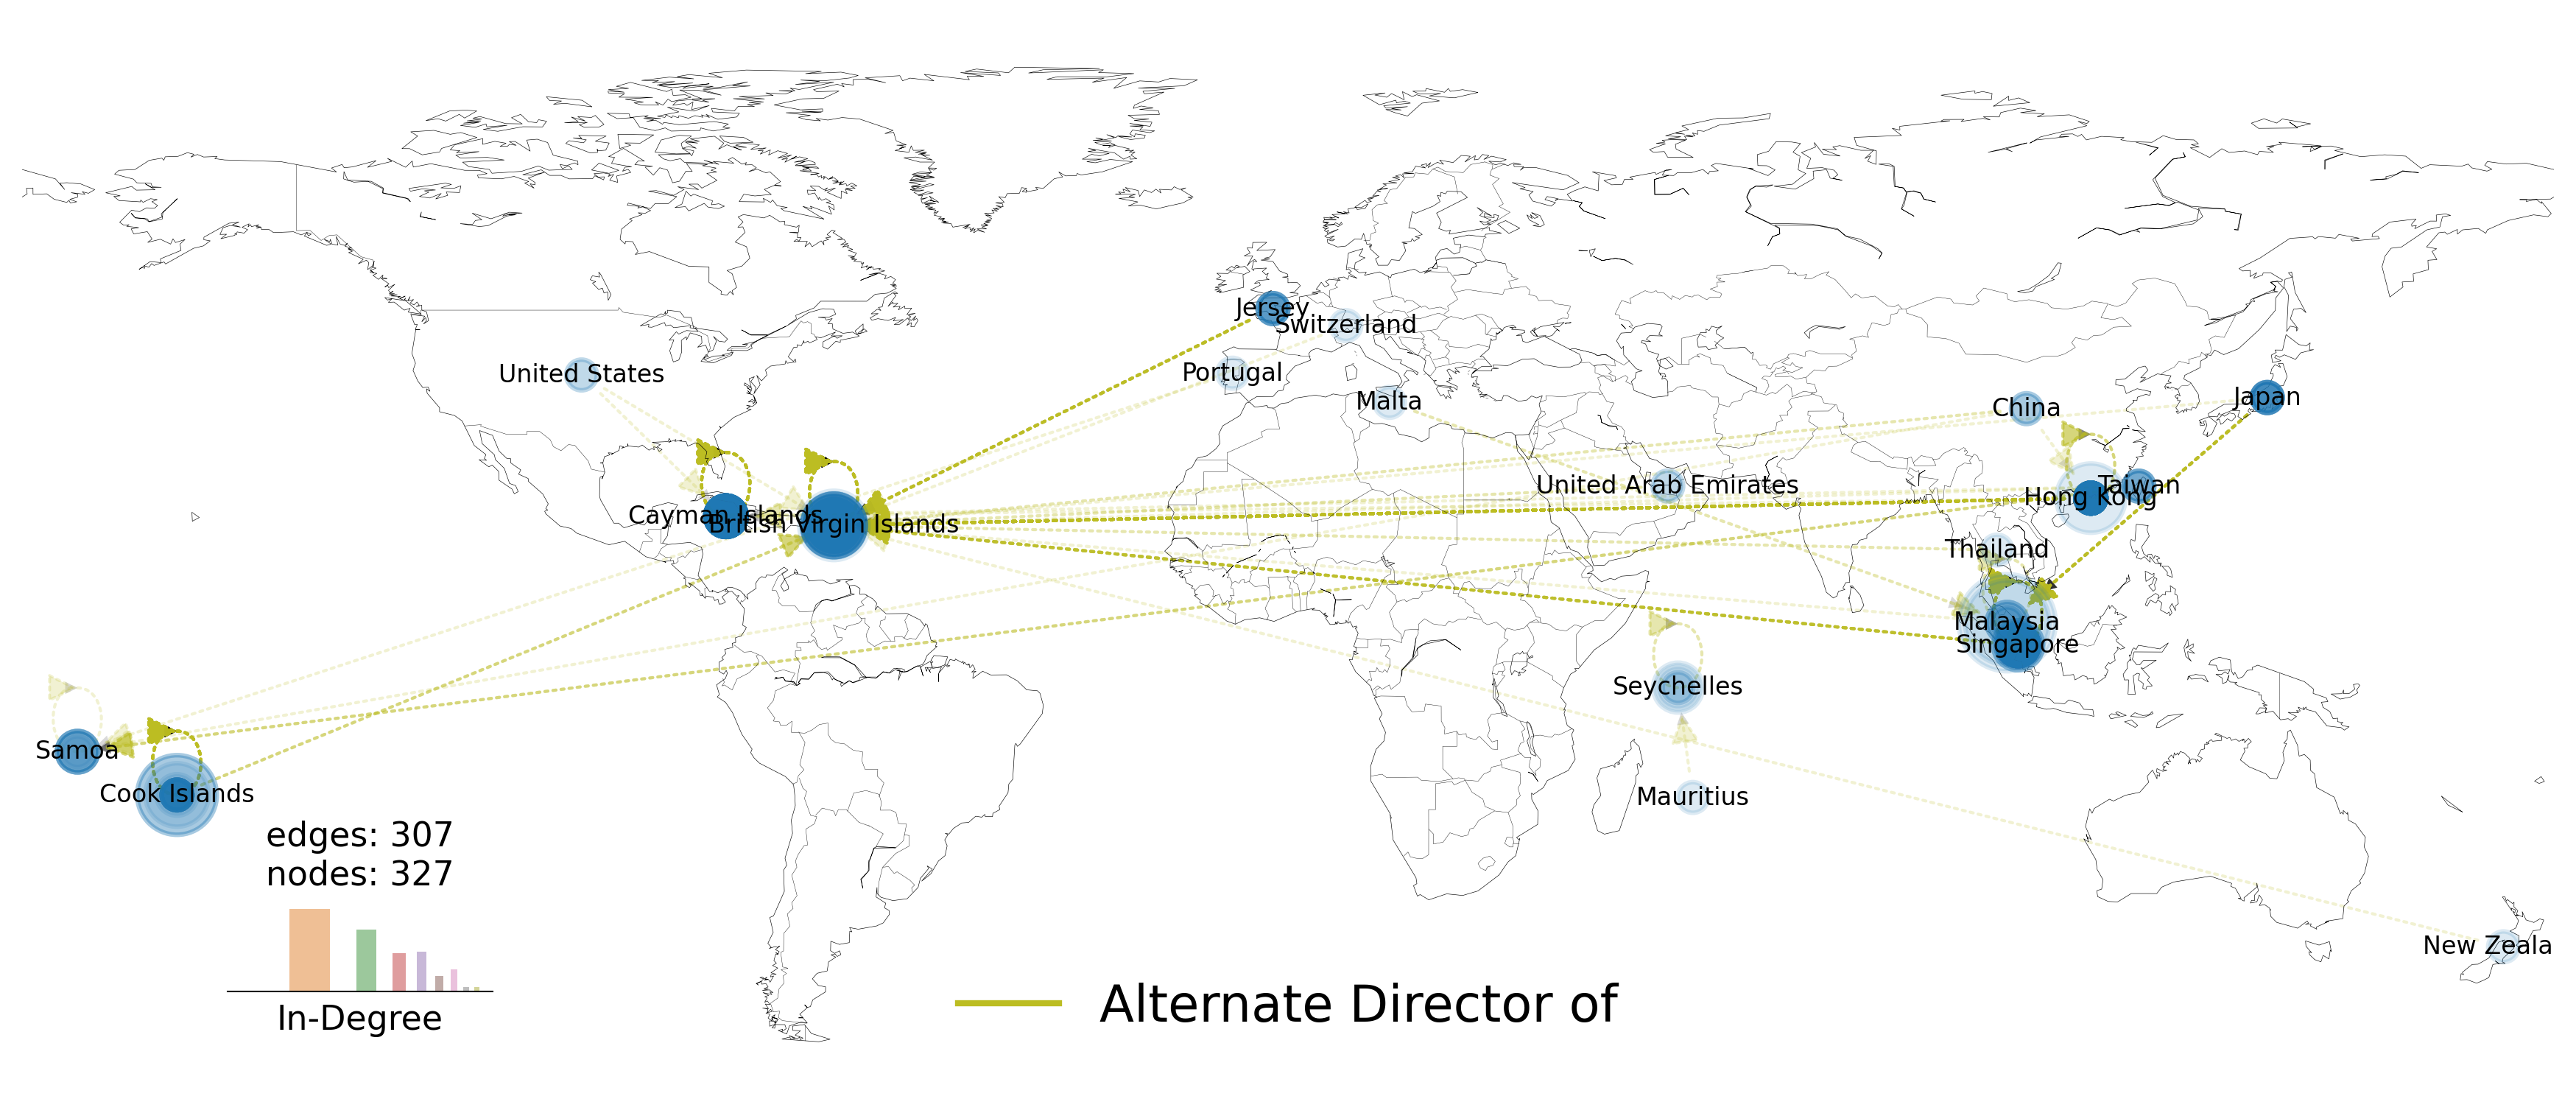 Jersey
Switzerland
United States
Portugal
Malta
China
Japan
United Arab Emirates
Taiwan
Hong Kong
Cayman Islands
British Virgin Islands
Thailand
Malaysia
Singapore
Seychelles
Samoa
Cook Islands
Mauritius
edges: 307
nodes: 327
New Zeala
In-Degree
Alternate Director of